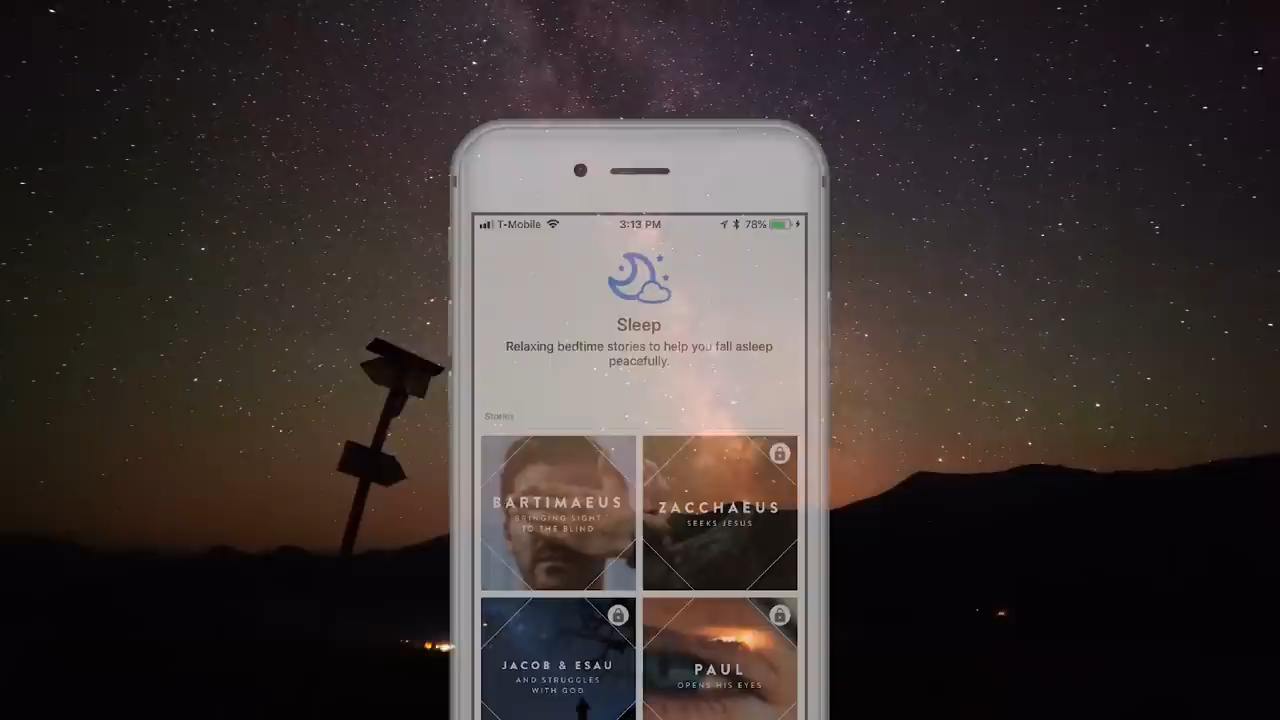 T-Mobile 3:13 PM 78%
Sleep
Relaxing bedtime stories to help you fall asleep
peacefully.
Stories
BARTIMAEUS
BRINGING SIGHT
TO THE BLIND
ZACCHAEUS
SEEKS JESUS
JACOB & ESAU
AND STRUGGLES
WITH GOD
PAUL
OPENS HIS EYES